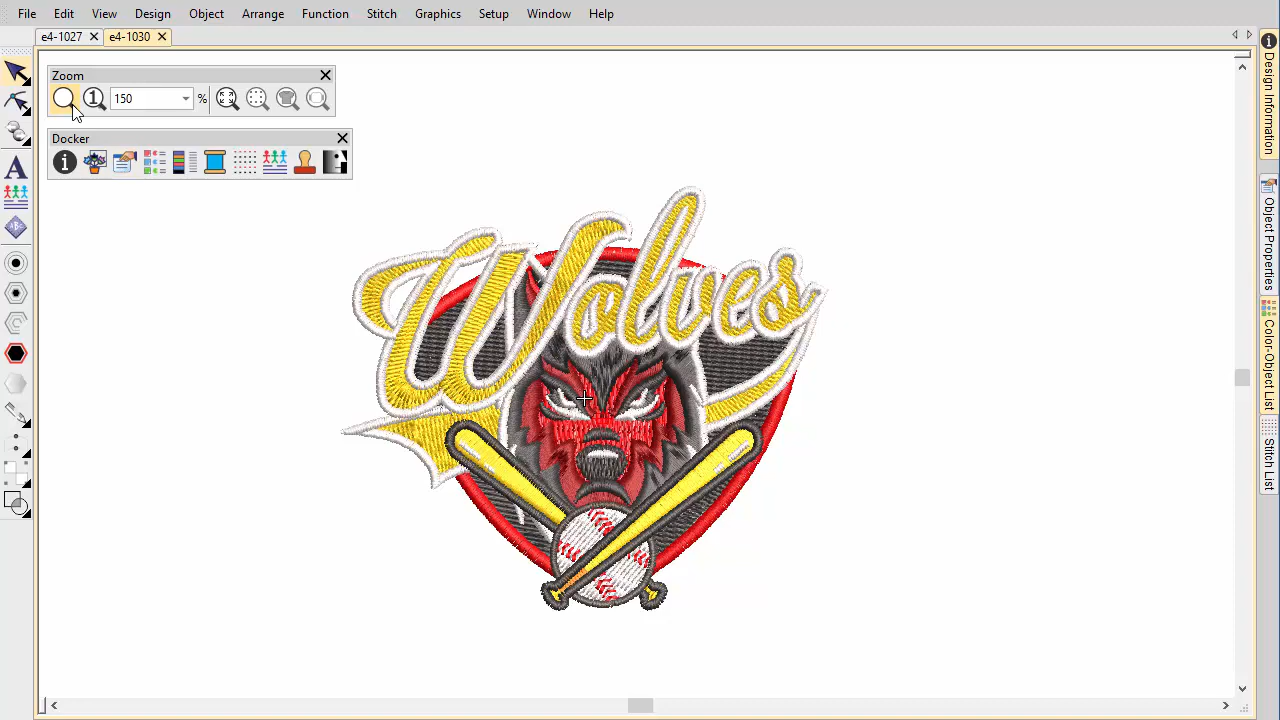 File Edit View Design Object Arrange Function Stitch Graphics Setup Window Help
e4-1027 e4-1030
Zoom
1 150 %
Docker
Wolves
Design Information
Object Properties
Color-Object List
Stitch List